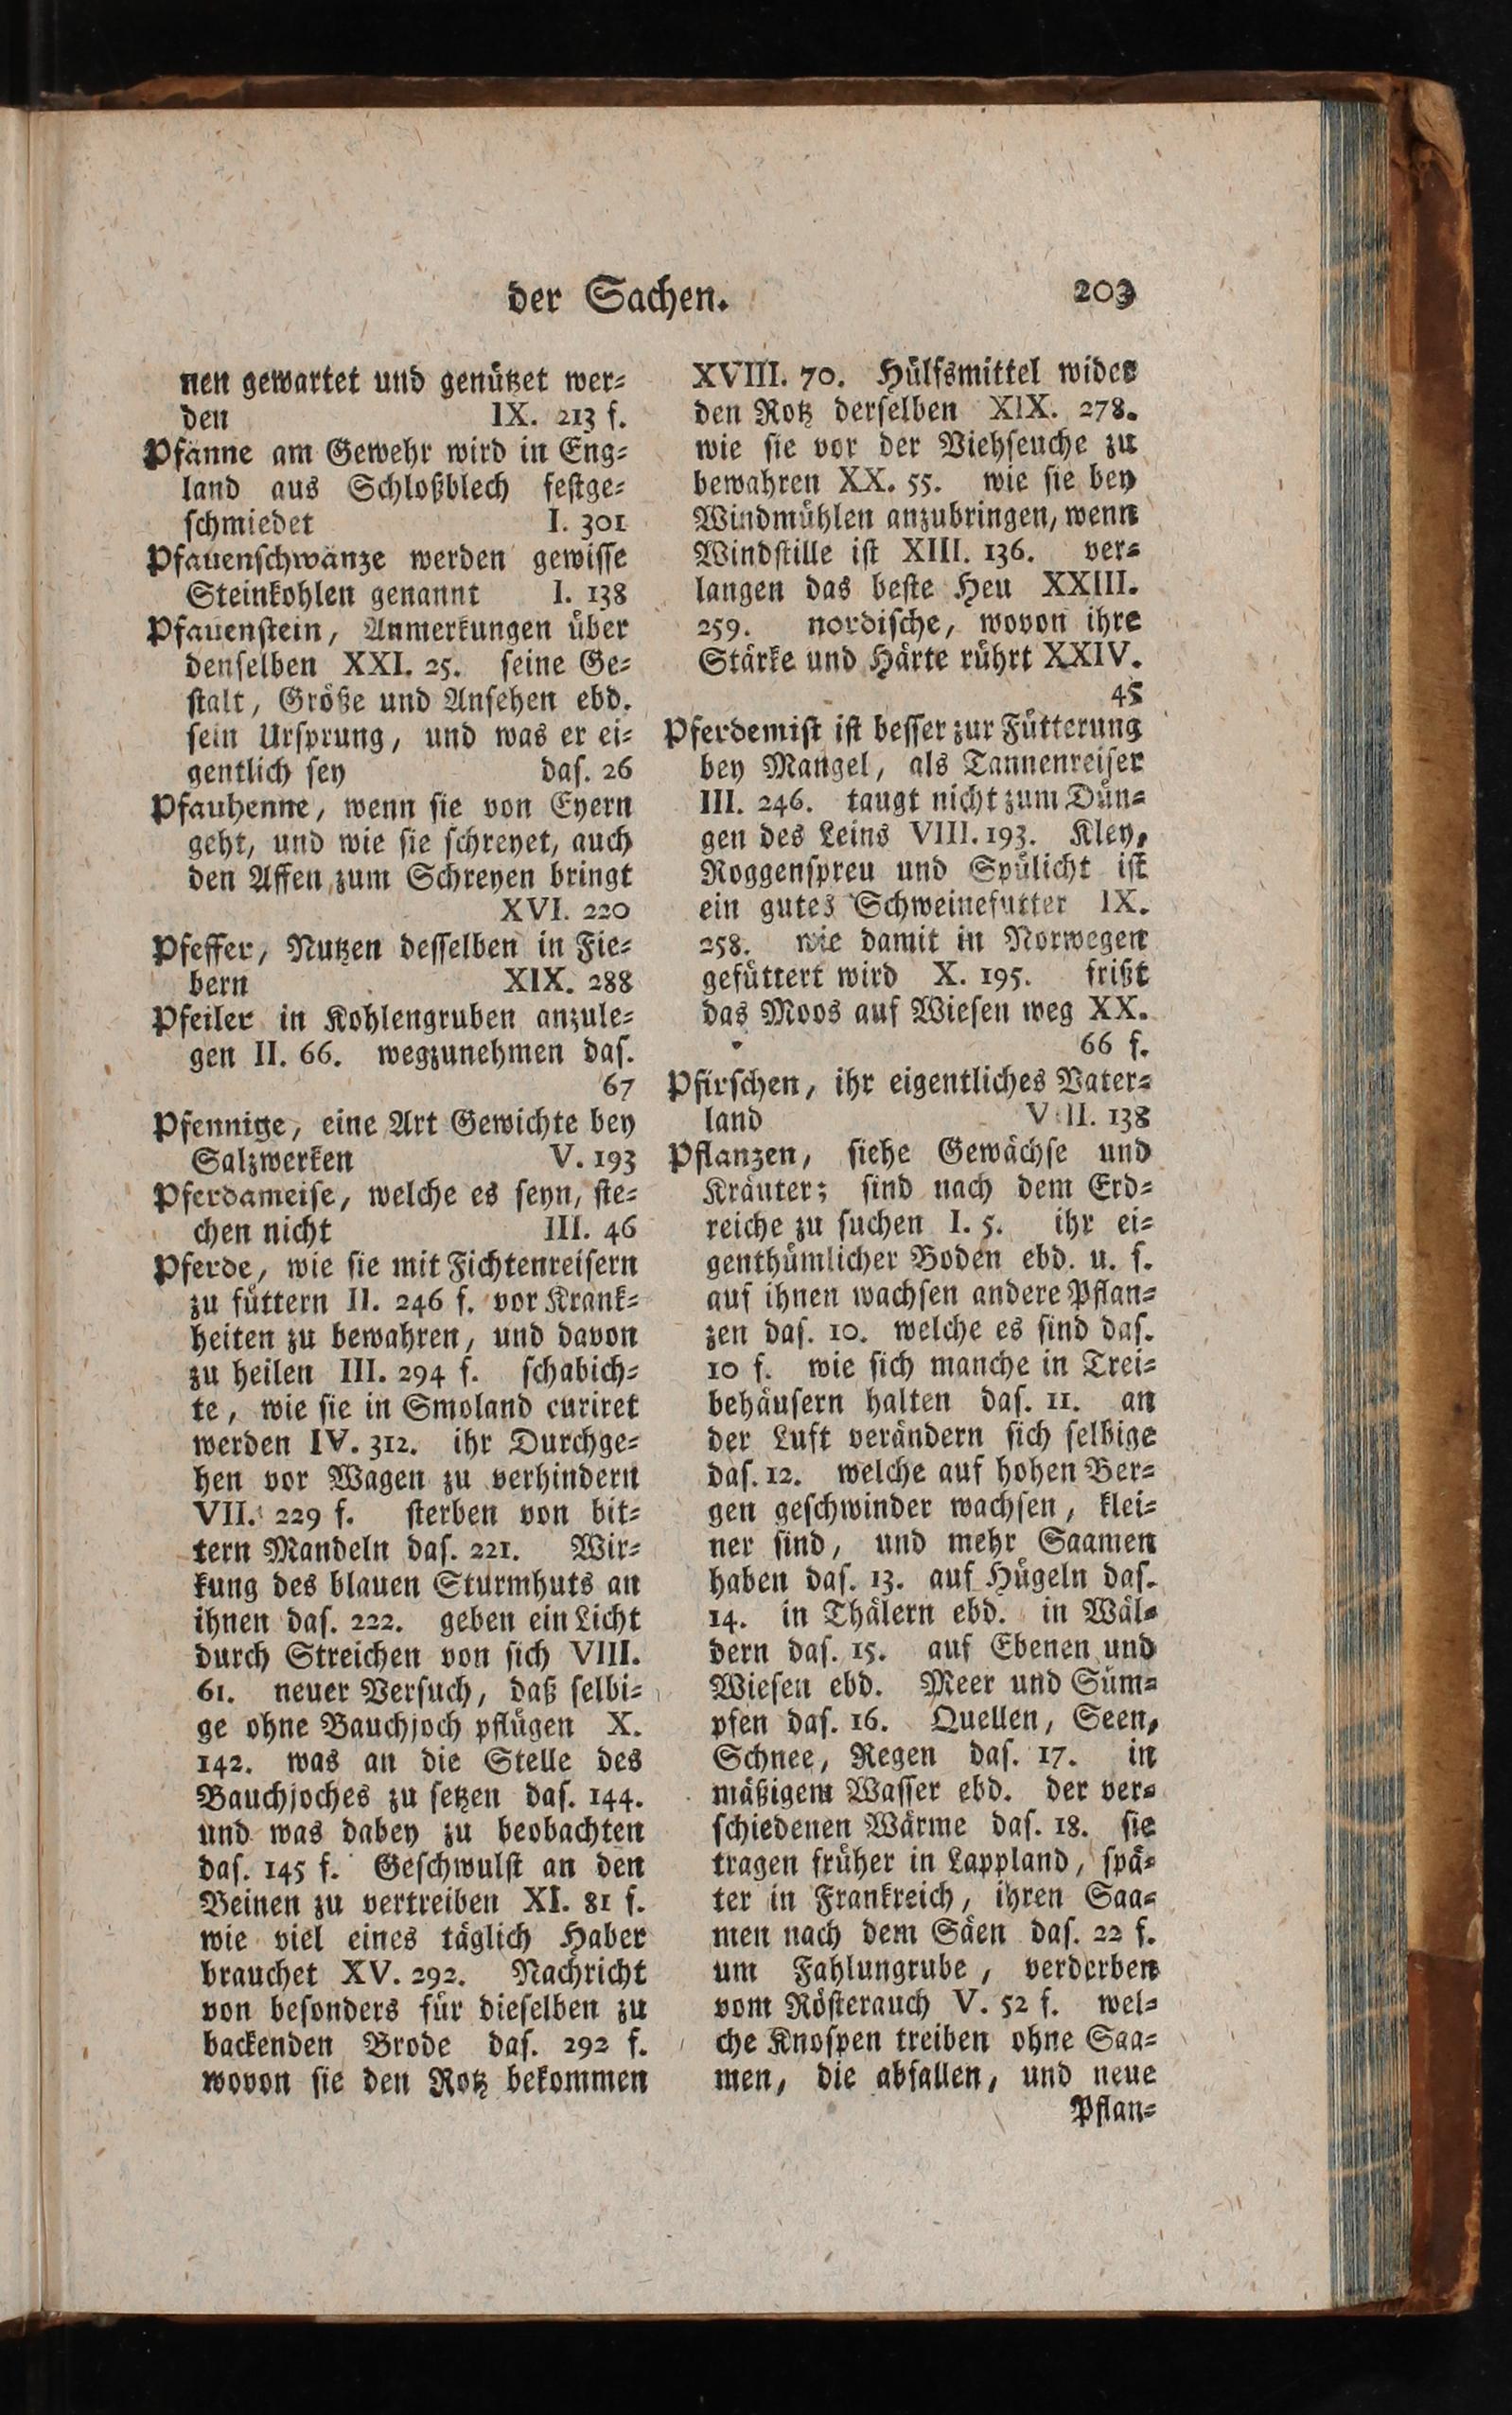 der Sachen. 203
nen gewartet und genützet wer-
den IX. 213 f.
Pfanne am Gewehr wird in Eng-
land aus Schloßblech festge-
schmiedet I. 301
Pfauenschwänze werden gewisse
Steinkohlen genannt I. 138
Pfauenstein, Anmerkungen über
denselben XXI. 25. seine Ge-
stalt, Größe und Ansehen ebd.
sein Ursprung, und was er ei-
gentlich sey das. 26
Pfauhenne, wenn sie von Eyern
geht, und wie sie schreyet, auch
den Affen zum Schreyen bringt
XVI. 220
Pfeffer, Nutzen desselben in Fie-
bern XIX. 288
Pfeiler in Kohlengruben anzule-
gen II. 66. wegzunehmen das.
67
Pfennige, eine Art Gewichte bey
Salzwerken V. 193
Pferdameise, welche es seyn, ste-
chen nicht III. 46
Pferde, wie sie mit Fichtenreisern
zu füttern II. 246 f. vor Krank-
heiten zu bewahren, und davon
zu heilen III. 294 f. schabich-
te, wie sie in Smoland curiret
werden IV. 312. ihr Durchge-
hen vor Wagen zu verhindern
VII. 229 f. sterben von bit-
tern Mandeln das. 221. Wir-
kung des blauen Sturmhuts an
ihnen das. 222. geben ein Licht
durch Streichen von sich VIII.
61. neuer Versuch, daß selbi-
ge ohne Bauchjoch pflügen X.
142. was an die Stelle des
Bauchjoches zu setzen das. 144.
und was dabey zu beobachten
das. 145 f. Geschwulst an den
Beinen zu vertreiben XI. 81 f.
wie viel eines täglich Haber
brauchet XV. 292. Nachricht
von besonders für dieselben zu
backenden Brode das. 292 f.
wovon sie den Rotz bekommen
XVIII. 70. Hülfsmittel wider
den Rotz derselben XIX. 278.
wie sie vor der Viehseuche zu
bewahren XX. 55. wie sie bey
Windmühlen anzubringen, wenn
Windstille ist XIII. 136. ver-
langen das beste Heu XXIII.
259. nordische, wovon ihre
Stärke und Härte rührt XXIV.
45
Pferdemist ist besser zur Fütterung
bey Mangel, als Tannenreiser
III. 246. taugt nicht zum Dün-
gen des Leins VIII. 193. Kley,
Roggenspreu und Spülicht ist
ein gutes Schweinefutter IX.
258. wie damit in Norwegen
gefüttert wird X. 195. frißt
das Moos auf Wiesen weg XX.
66 f.
Pfirschen, ihr eigentliches Vater-
land VIII. 138
Pflanzen, siehe Gewächse und
Kräuter; sind nach dem Erd-
reiche zu suchen I. 5. ihr ei-
genthümlicher Boden ebd. u. f.
auf ihnen wachsen andere Pflan-
zen das. 10. welche es sind das.
10 f. wie sich manche in Trei-
behäusern halten das. 11. an
der Luft verändern sich selbige
das. 12. welche auf hohen Ber-
gen geschwinder wachsen, klei-
ner sind, und mehr Saamen
haben das. 13. auf Hügeln das.
14. in Thälern ebd. in Wäl-
dern das. 15. auf Ebenen und
Wiesen ebd. Meer und Süm-
pfen das. 16. Quellen, Seen,
Schnee, Regen das. 17. in
mäßigem Wasser ebd. der ver-
schiedenen Wärme das. 18. sie
tragen früher in Lappland, spä-
ter in Frankreich, ihren Saa-
men nach dem Säen das. 22 f.
um Fahlungrube, verderben
vom Rösterauch V. 52 f. wel-
che Knospen treiben ohne Saa-
men, die abfallen, und neue
Pflan-